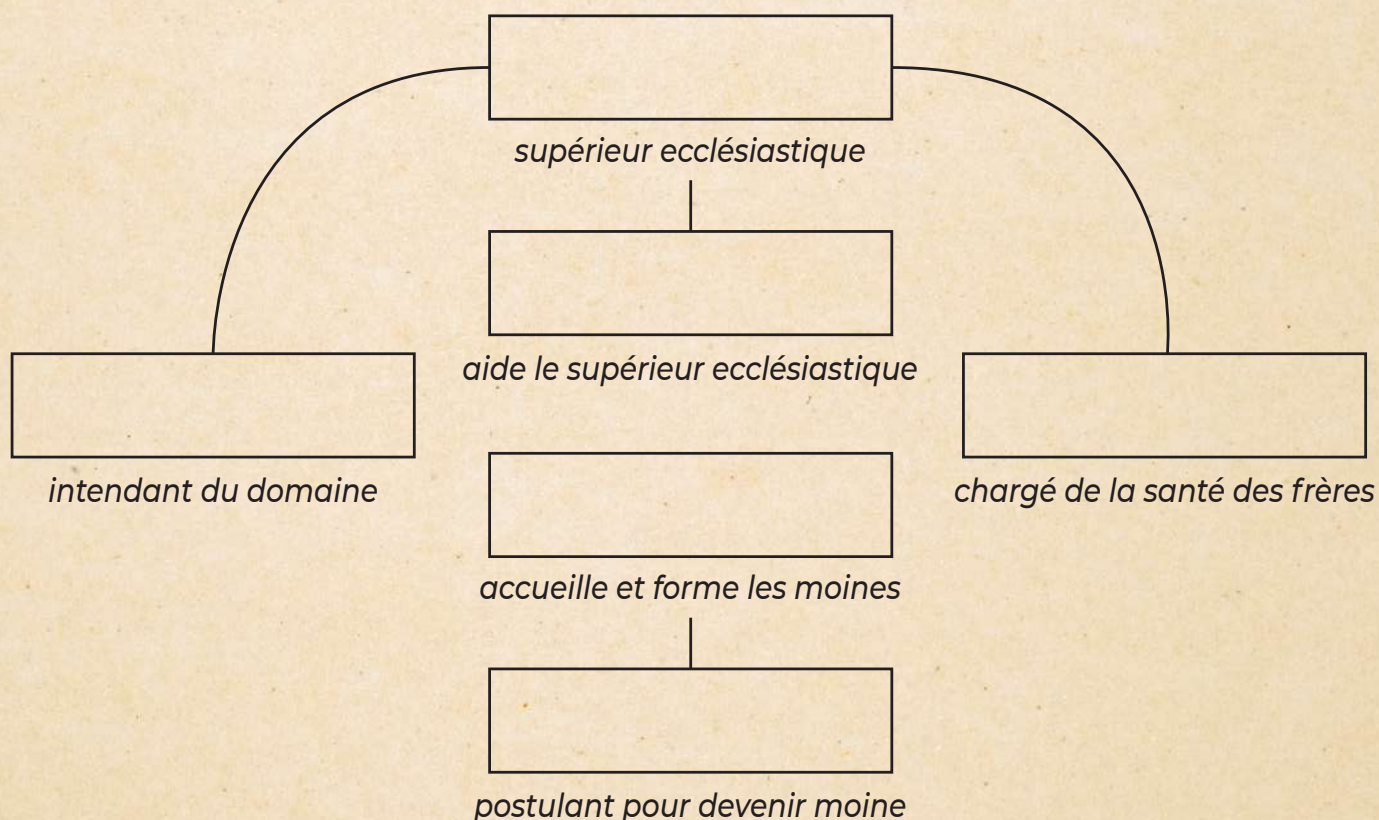 supérieur ecclésiastique
aide le supérieur ecclésiastique
intendant du domaine
chargé de la santé des frères
accueille et forme les moines
postulant pour devenir moine